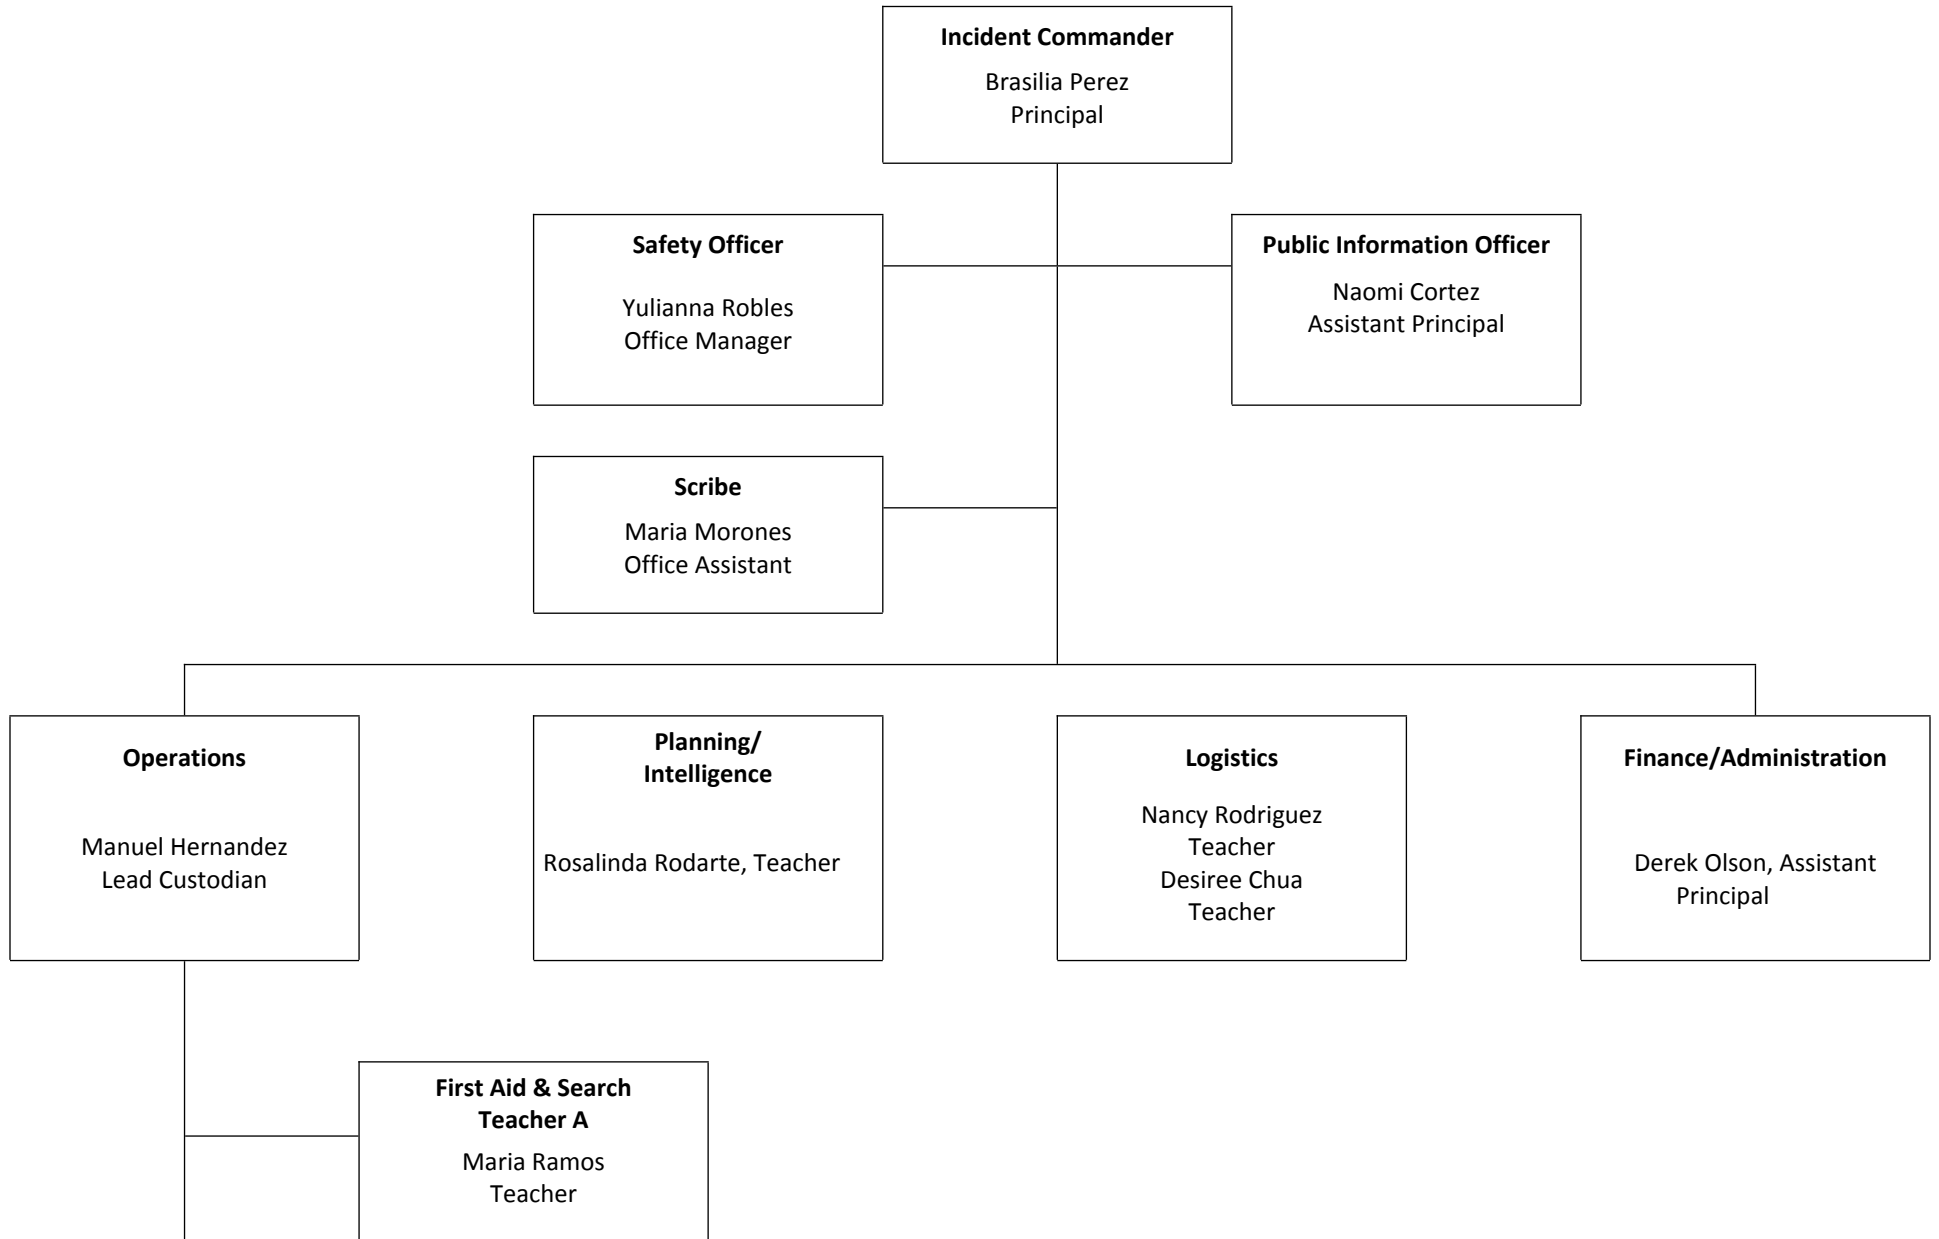 Incident Commander
Brasilia Perez
Principal
Safety Officer
Yulianna Robles
Office Manager
Public Information Officer
Naomi Cortez
Assistant Principal
Scribe
Maria Morones
Office Assistant
Operations
Manuel Hernandez
Lead Custodian
Planning/
Intelligence
Rosalinda Rodarte, Teacher
Logistics
Nancy Rodriguez
Teacher
Desiree Chua
Teacher
Finance/Administration
Derek Olson, Assistant
Principal
First Aid & Search
Teacher A
Maria Ramos
Teacher